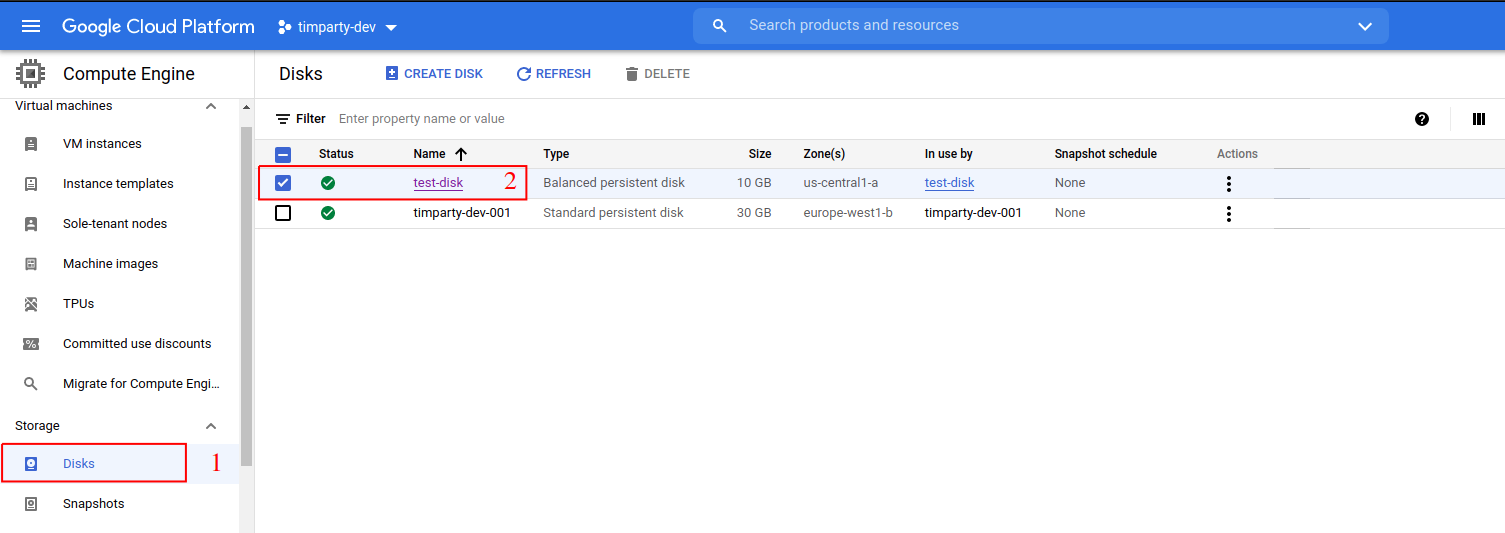 Google Cloud Platform timparty-dev Search products and resources
Compute Engine Disks CREATE DISK REFRESH DELETE
Virtual machines
VM instances
Instance templates
Sole-tenant nodes
Machine images
TPUs
Committed use discounts
Migrate for Compute Engi...
Storage
Disks 1
Snapshots
Filter Enter property name or value
Status Name Type Size Zone(s) In use by Snapshot schedule Actions
test-disk 2 Balanced persistent disk 10 GB us-central1-a test-disk None
timparty-dev-001 Standard persistent disk 30 GB europe-west1-b timparty-dev-001 None